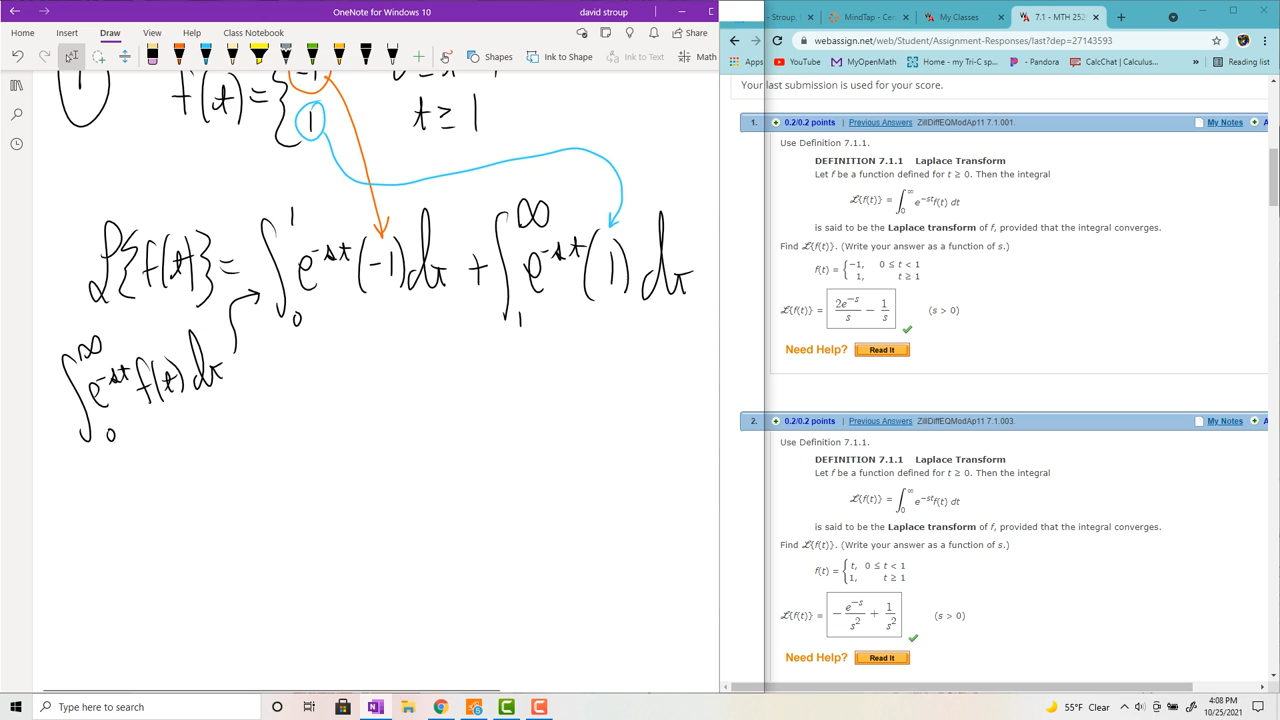 OneNote for Windows 10
david stroup
Home Insert Draw View Help Class Notebook
Share
Ink to Shape
Ink to Text
Math
1 f(t) = { -1
1 t ≥ 1
ℒ{f(t)} = ∫₀¹ e^-st (-1)dt + ∫₁^∞ e^-st (1) dt
∫₀^∞ e^-st f(t) dt
- Stroup,
MindTap - Ce
My Classes
7.1 - MTH 252
webassign.net/web/Student/Assignment-Responses/last?dep=27143593
Apps
YouTube
MyOpenMath
Home - my Tri-C sp
- Pandora
CalcChat | Calculus...
Reading list
Your last submission is used for your score.
1. 0.2/0.2 points | Previous Answers ZillDiffEQModAp11 7.1.001. My Notes
Use Definition 7.1.1.
DEFINITION 7.1.1 Laplace Transform
Let f be a function defined for t ≥ 0. Then the integral
ℒ{f(t)} = ∫₀^∞ e^−st f(t) dt
is said to be the Laplace transform of f, provided that the integral converges.
Find ℒ{f(t)}. (Write your answer as a function of s.)
f(t) = { −1, 0 ≤ t < 1
1, t ≥ 1
ℒ{f(t)} = 2e^−s/s − 1/s (s > 0)
Need Help? Read It
2. 0.2/0.2 points | Previous Answers ZillDiffEQModAp11 7.1.003. My Notes
Use Definition 7.1.1.
DEFINITION 7.1.1 Laplace Transform
Let f be a function defined for t ≥ 0. Then the integral
ℒ{f(t)} = ∫₀^∞ e^−st f(t) dt
is said to be the Laplace transform of f, provided that the integral converges.
Find ℒ{f(t)}. (Write your answer as a function of s.)
f(t) = { t, 0 ≤ t < 1
1, t ≥ 1
ℒ{f(t)} = − e^−s/s² + 1/s² (s > 0)
Need Help? Read It
Type here to search
55°F Clear
4:08 PM
10/25/2021